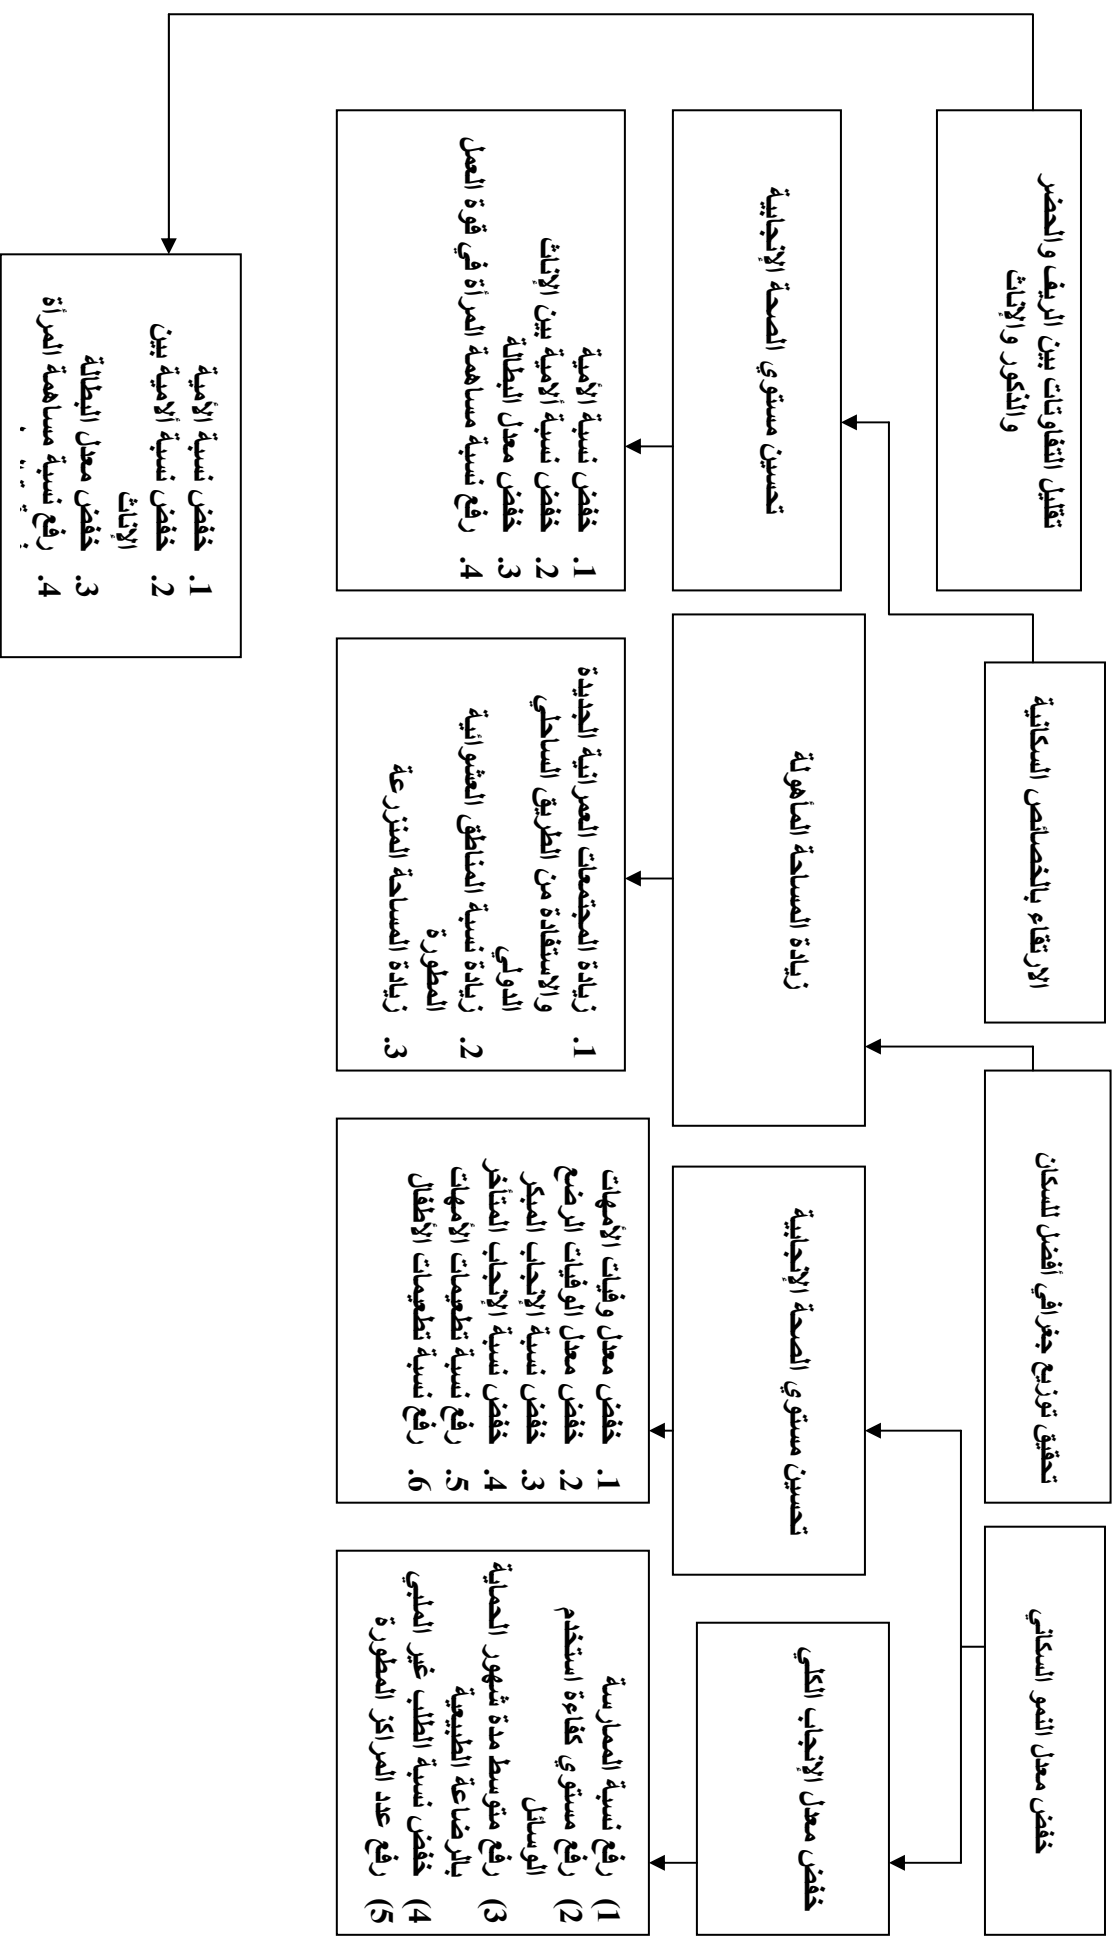 خفض معدل النمو السكاني
تحقيق توزيع جغرافي أفضل للسكان
الارتقاء بالخصائص السكانية
تقليل التفاوتات بين الريف والحضر
والذكور والإناث
خفض معدل الإنجاب الكلي
تحسين مستوي الصحة الإنجابية
زيادة المساحة المأهولة
تحسين مستوي الصحة الإنجابية
1) رفع نسبة الممارسة
2) رفع مستوي كفاءة استخدم
الوسائل
3) رفع متوسط مدة شهور الحماية
بالرضاعة الطبيعية
4) خفض نسبة الطلب غير الملبي
5) رفع عدد المراكز المطورة
1. خفض معدل وفيات الأمهات
2. خفض معدل الوفيات الرضع
3. خفض نسبة الإنجاب المبكر
4. خفض نسبة الإنجاب المتأخر
5. رفع نسبة تطعيمات الأمهات
6. رفع نسبة تطعيمات الأطفال
1. زيادة المجتمعات العمرانية الجديدة
والاستفادة من الطريق الساحلي
الدولي
2. زيادة نسبة المناطق العشوائية
المطورة
3. زيادة المساحة المنزرعة
1. خفض نسبة الأمية
2. خفض نسبة ألامية بين الإناث
3. خفض معدل البطالة
4. رفع نسبة مساهمة المرأة في قوة العمل
1. خفض نسبة الأمية
2. خفض نسبة ألامية بين
الإناث
3. خفض معدل البطالة
4. رفع نسبة مساهمة المرأة